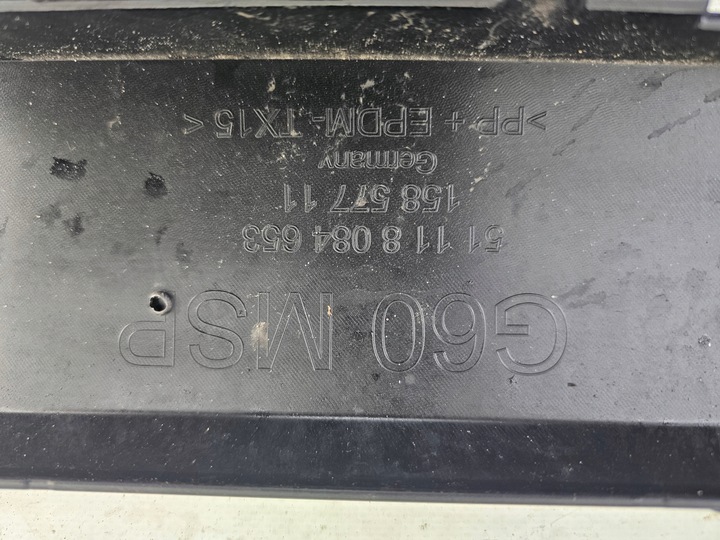 G60 MSP
51 11 8 084 653
158 577 11
Germany
>PP + EPDM - TX15<